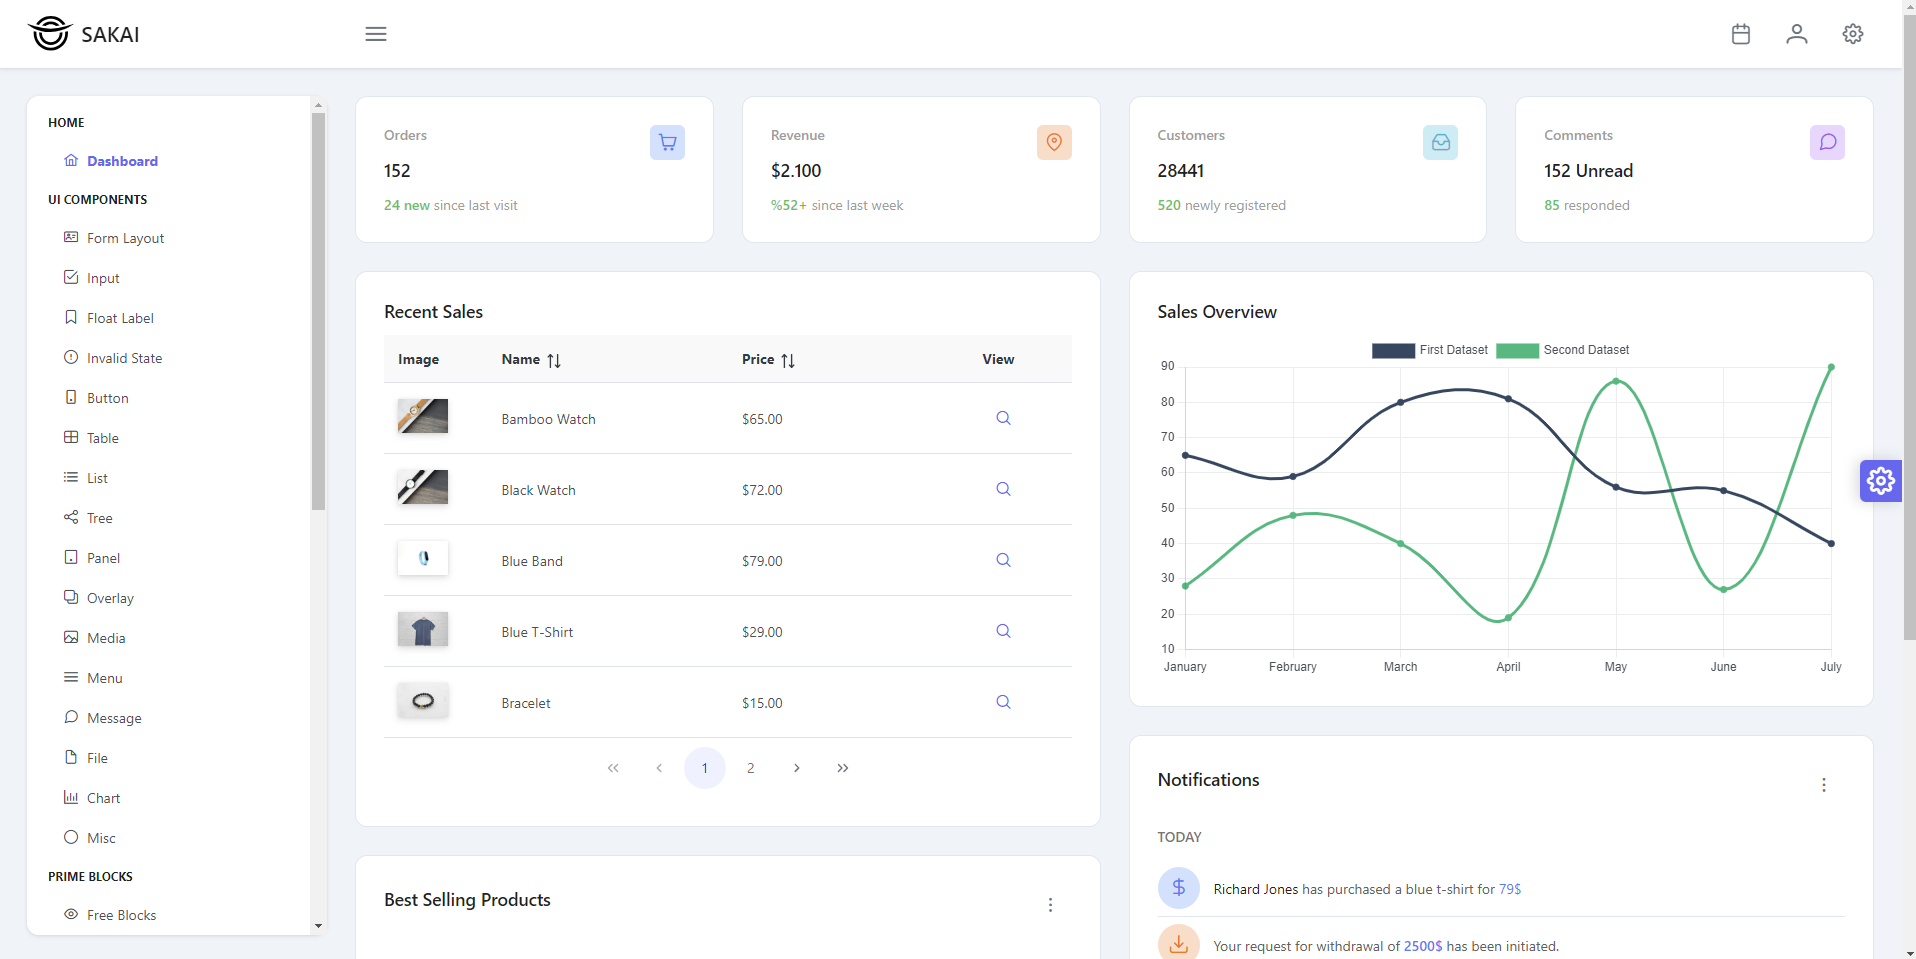 SAKAI
HOME
Dashboard
UI COMPONENTS
Form Layout
Input
Float Label
Invalid State
Button
Table
List
Tree
Panel
Overlay
Media
Menu
Message
File
Chart
Misc
PRIME BLOCKS
Free Blocks
Orders
152
24 new since last visit
Revenue
$2.100
%52+ since last week
Customers
28441
520 newly registered
Comments
152 Unread
85 responded
Recent Sales
Image Name Price View
Bamboo Watch $65.00
Black Watch $72.00
Blue Band $79.00
Blue T-Shirt $29.00
Bracelet $15.00
1 2
Best Selling Products
Sales Overview
First Dataset Second Dataset
90
80
70
60
50
40
30
20
10
January February March April May June July
Notifications
TODAY
Richard Jones has purchased a blue t-shirt for 79$
Your request for withdrawal of 2500$ has been initiated.